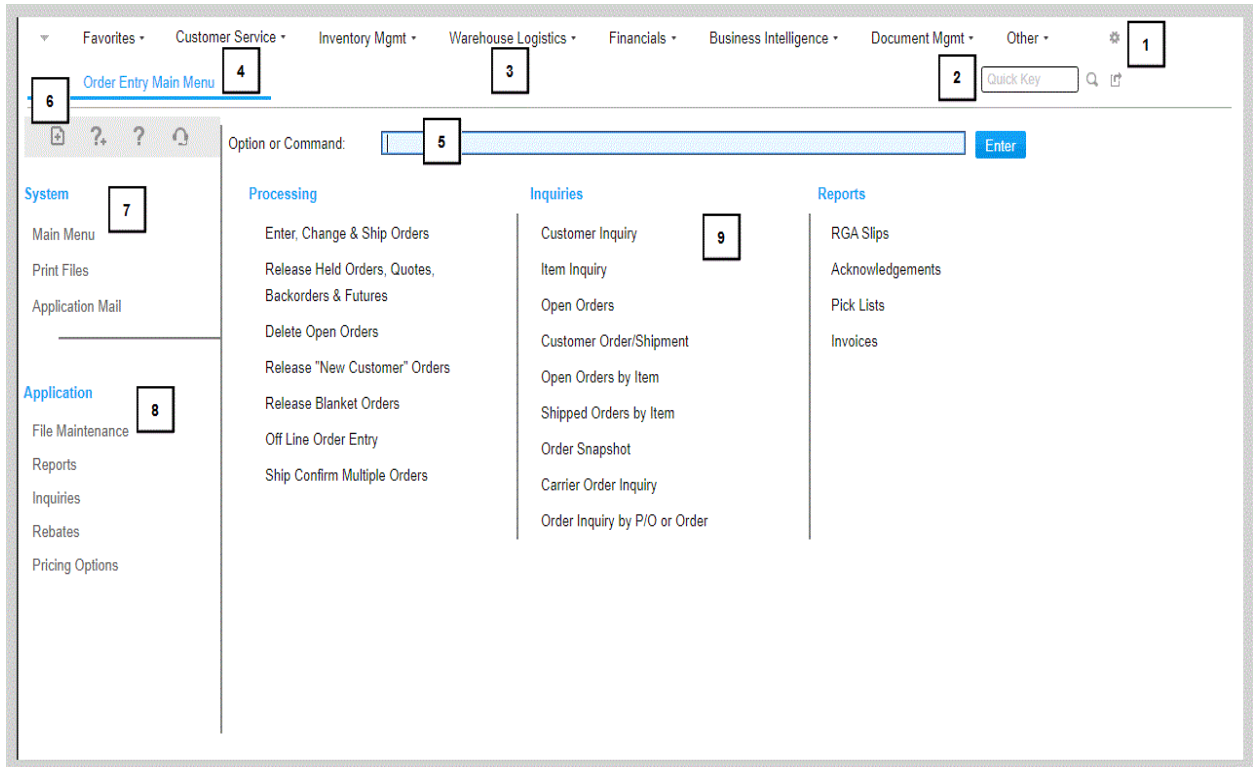 Favorites Customer Service Inventory Mgmt Warehouse Logistics Financials Business Intelligence Document Mgmt Other 1
6 Order Entry Main Menu 4 3 2 Quick Key
?+ ? Option or Command: 5 Enter
System 7
Main Menu
Print Files
Application Mail
Application 8
File Maintenance
Reports
Inquiries
Rebates
Pricing Options
Processing
Enter, Change & Ship Orders
Release Held Orders, Quotes,
Backorders & Futures
Delete Open Orders
Release "New Customer" Orders
Release Blanket Orders
Off Line Order Entry
Ship Confirm Multiple Orders
Inquiries
Customer Inquiry 9
Item Inquiry
Open Orders
Customer Order/Shipment
Open Orders by Item
Shipped Orders by Item
Order Snapshot
Carrier Order Inquiry
Order Inquiry by P/O or Order
Reports
RGA Slips
Acknowledgements
Pick Lists
Invoices